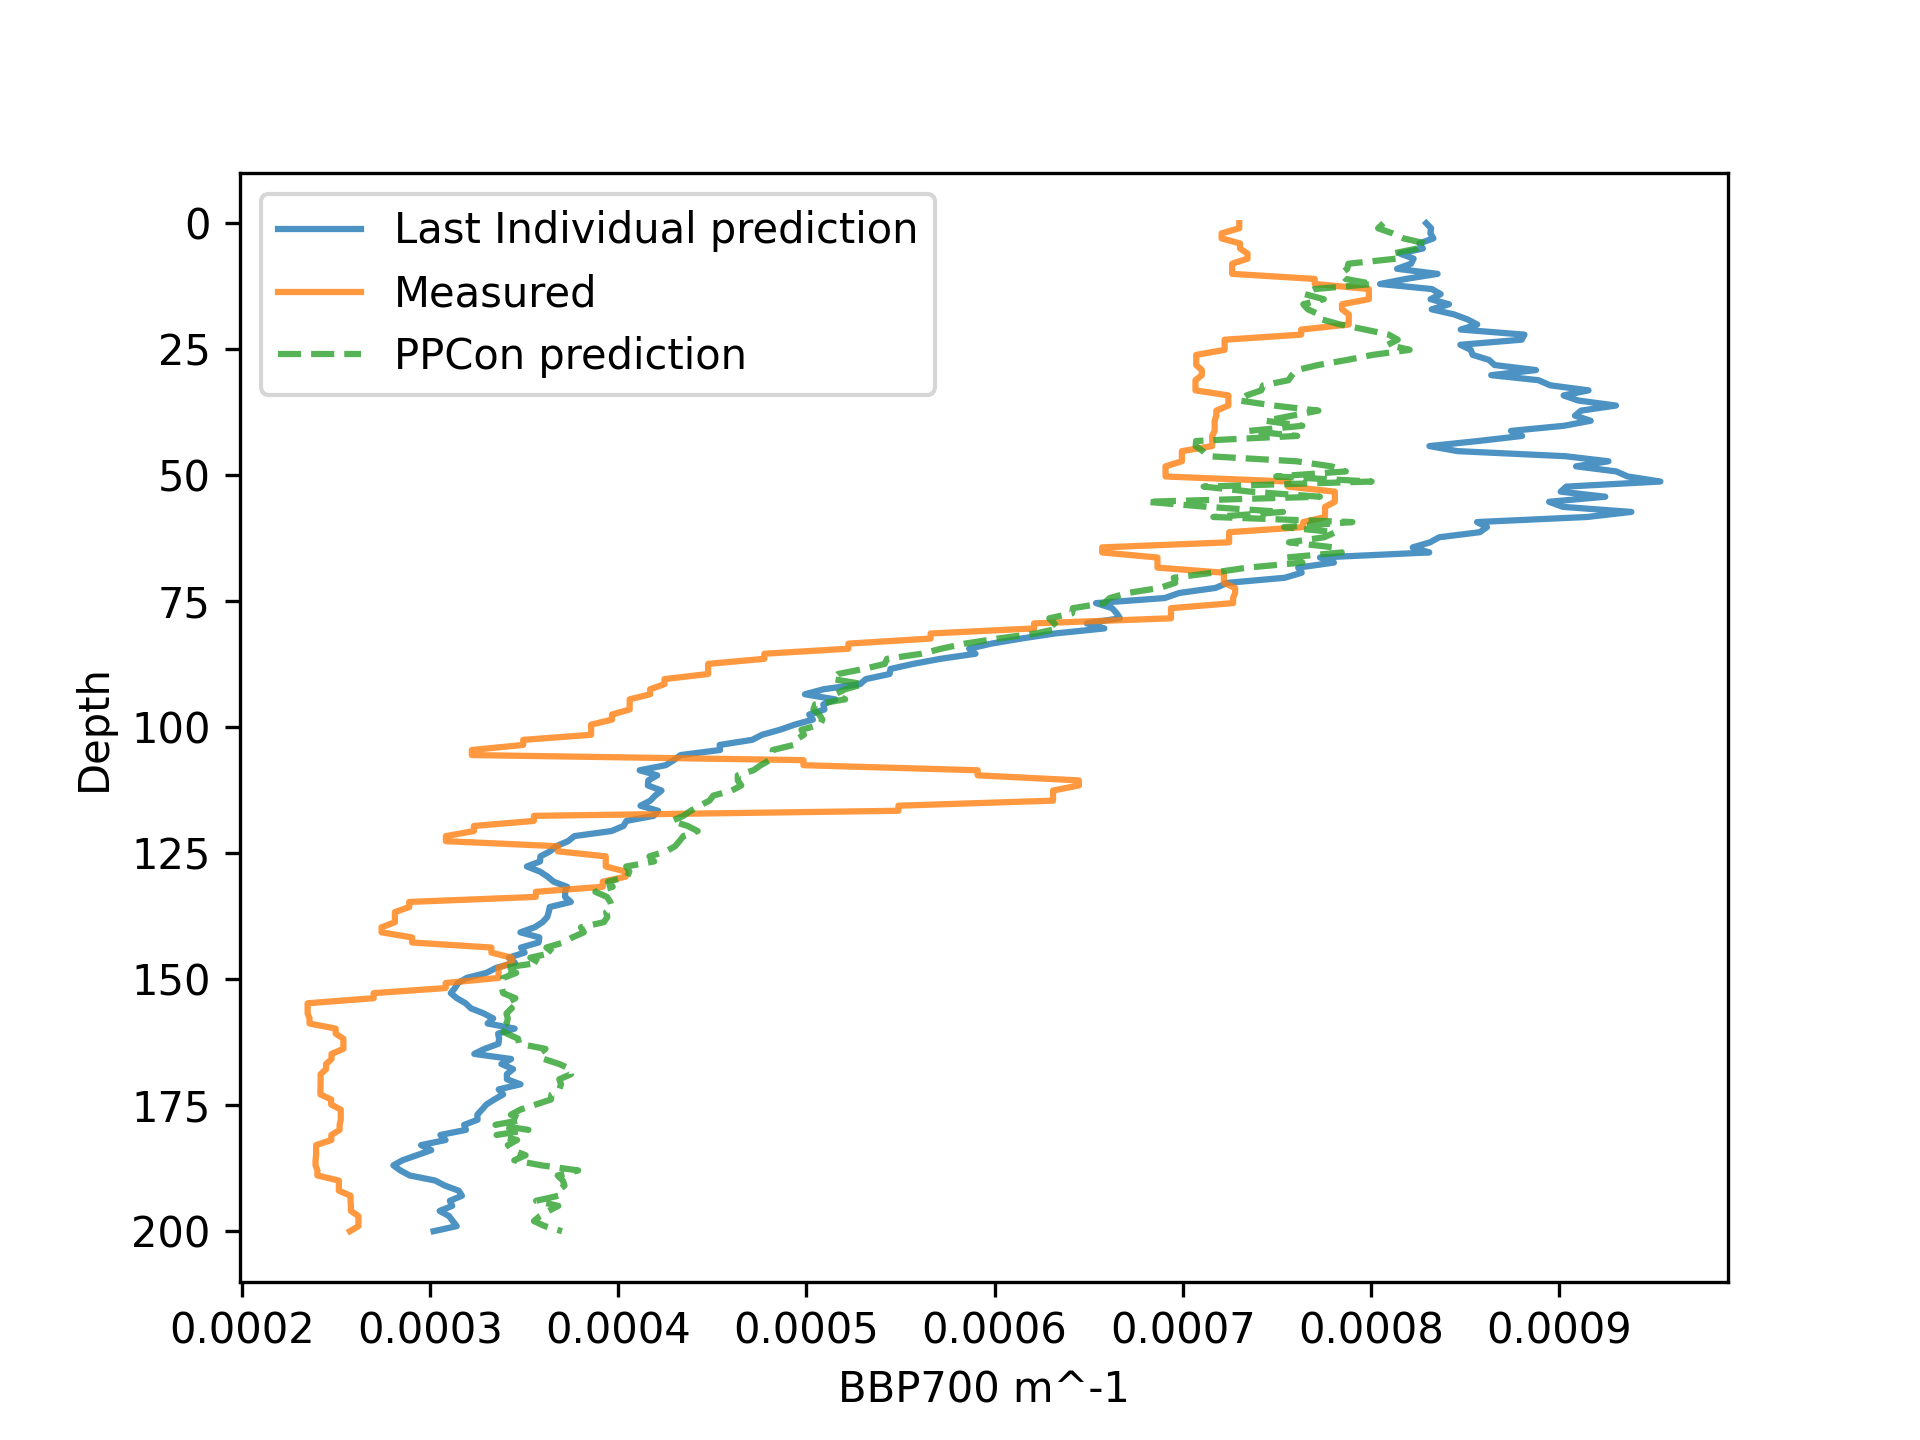 Last Individual prediction
Measured
PPCon prediction
0
25
50
75
100
125
150
175
200
Depth
0.0002 0.0003 0.0004 0.0005 0.0006 0.0007 0.0008 0.0009
BBP700 m^-1